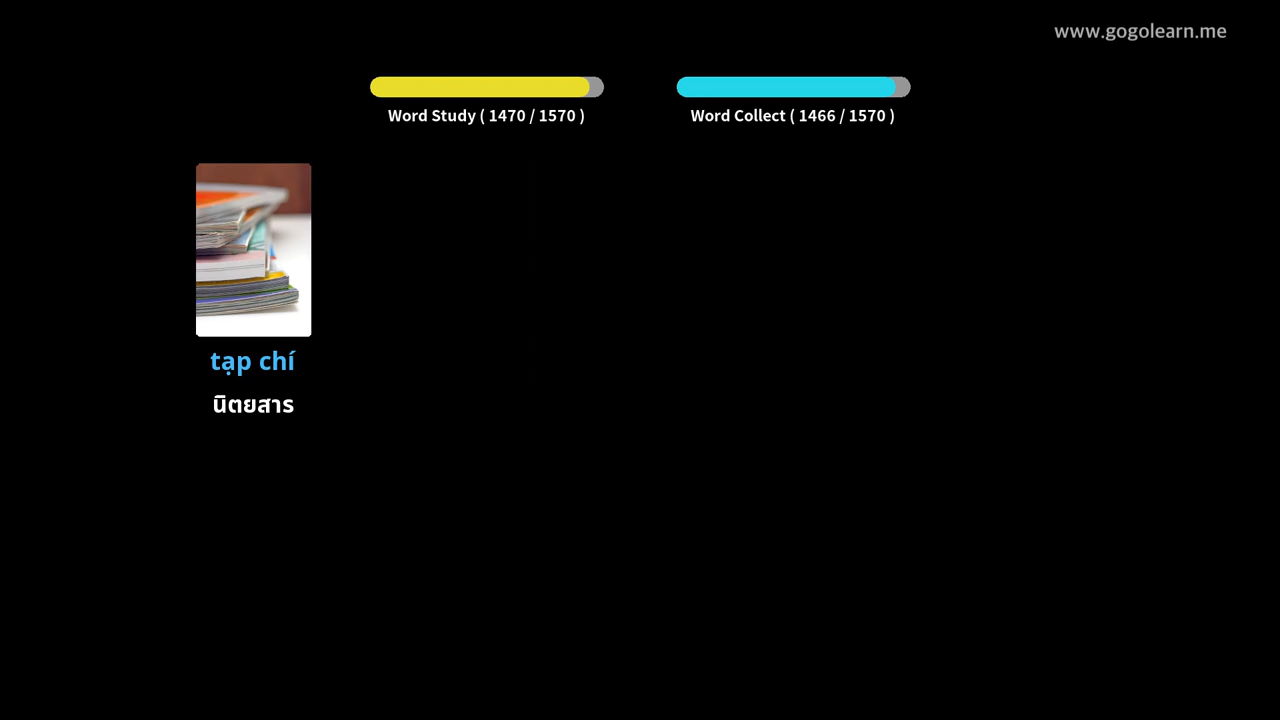 www.gogolearn.me
Word Study ( 1470 / 1570 )
Word Collect ( 1466 / 1570 )
tạp chí
นิตยสาร